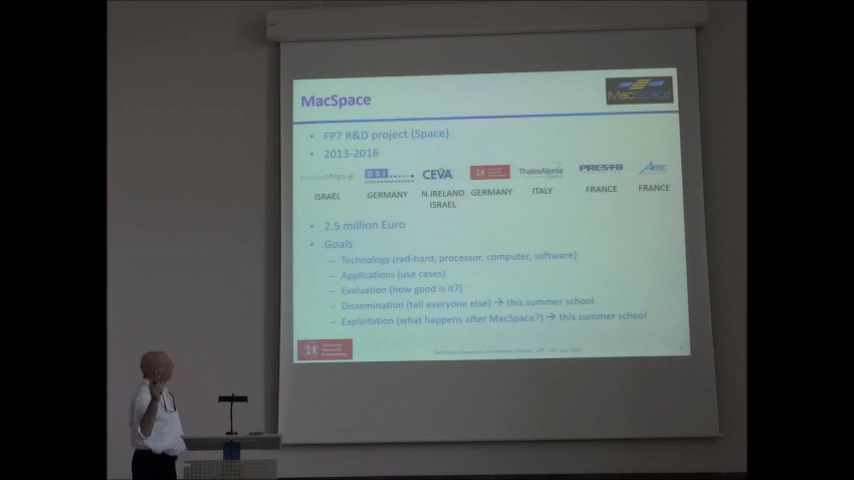 MacSpace
MacSpace
• FP7 R&D project (Space)
• 2013-2016
DSI CEVA ThalesAlenia PRESTO
ISRAEL GERMANY N.IRELAND GERMANY ITALY FRANCE FRANCE
ISRAEL
• 2.5 million Euro
• Goals
– Technology (rad-hard, processor, computer, software)
– Applications (use cases)
– Evaluation (how good is it?)
– Dissemination (tell everyone else) → this summer school
– Exploitation (what happens after MacSpace?) → this summer school